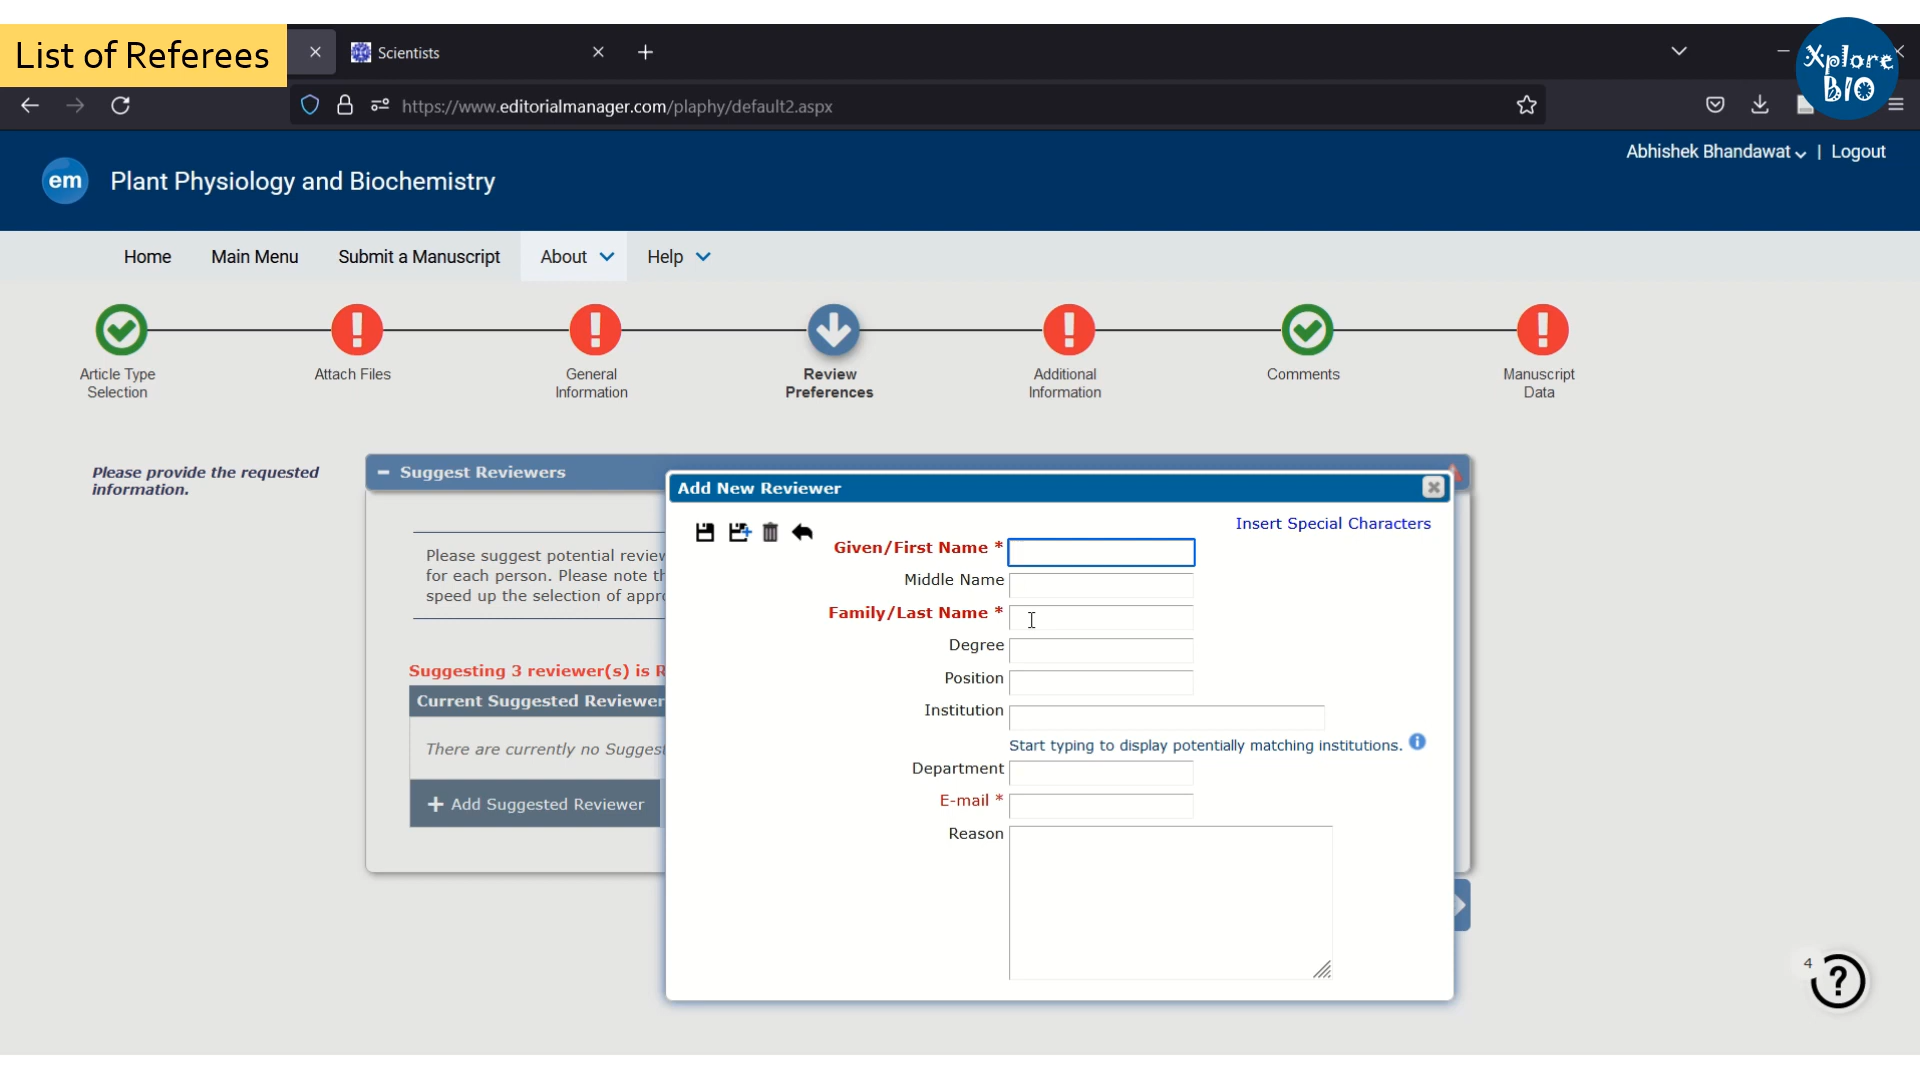 List of Referees
Scientists
Xplore
BIO
https://www.editorialmanager.com/plaphy/default2.aspx
Abhishek Bhandawat | Logout
em Plant Physiology and Biochemistry
Home Main Menu Submit a Manuscript About Help
Article Type
Selection
Attach Files
General
Information
Review
Preferences
Additional
Information
Comments
Manuscript
Data
Please provide the requested
information.
Suggest Reviewers
Please suggest potential
for each person. Please note
speed up the selection of
Suggesting 3 reviewer(s) is
Current Suggested Reviewer
There are currently no
+ Add Suggested Reviewer
Add New Reviewer
Insert Special Characters
Given/First Name *
Middle Name
Family/Last Name *
Degree
Position
Institution
Start typing to display potentially matching institutions.
Department
E-mail *
Reason
4
?